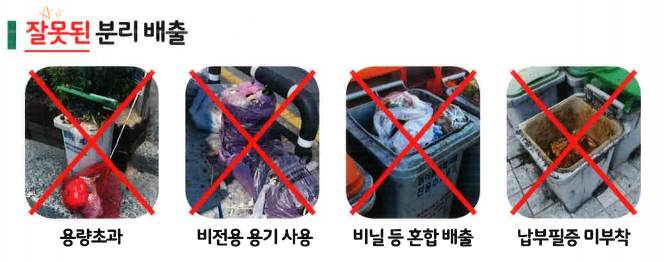 잘못된 분리 배출
용량초과
비전용 용기 사용
비닐 등 혼합 배출
납부필증 미부착